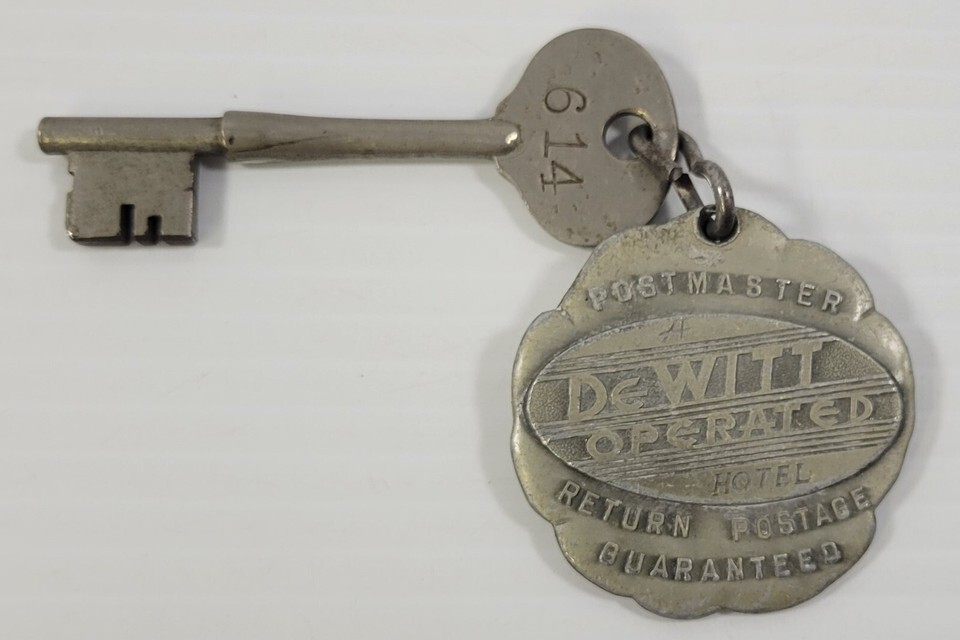 614
POSTMASTER
A
DeWITT
OPERATED
HOTEL
RETURN POSTAGE
GUARANTEED